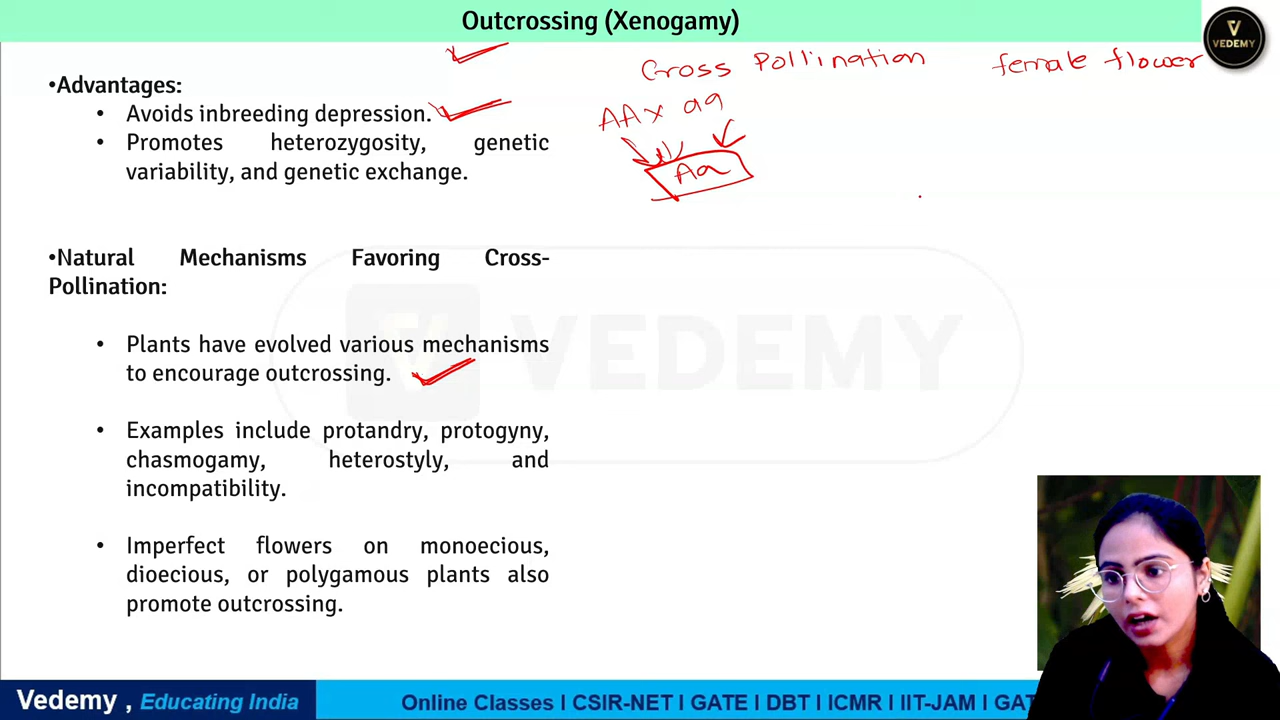 Outcrossing (Xenogamy)
VEDEMY
Cross Pollination
female flower
•Advantages:
• Avoids inbreeding depression.
• Promotes heterozygosity, genetic
variability, and genetic exchange.
AA x aa
Aa
•Natural Mechanisms Favoring Cross-
Pollination:
• Plants have evolved various mechanisms
to encourage outcrossing.
• Examples include protandry, protogyny,
chasmogamy, heterostyly, and
incompatibility.
• Imperfect flowers on monoecious,
dioecious, or polygamous plants also
promote outcrossing.
VEDEMY
Vedemy , Educating India
Online Classes I CSIR-NET I GATE I DBT I ICMR I IIT-JAM I GAT